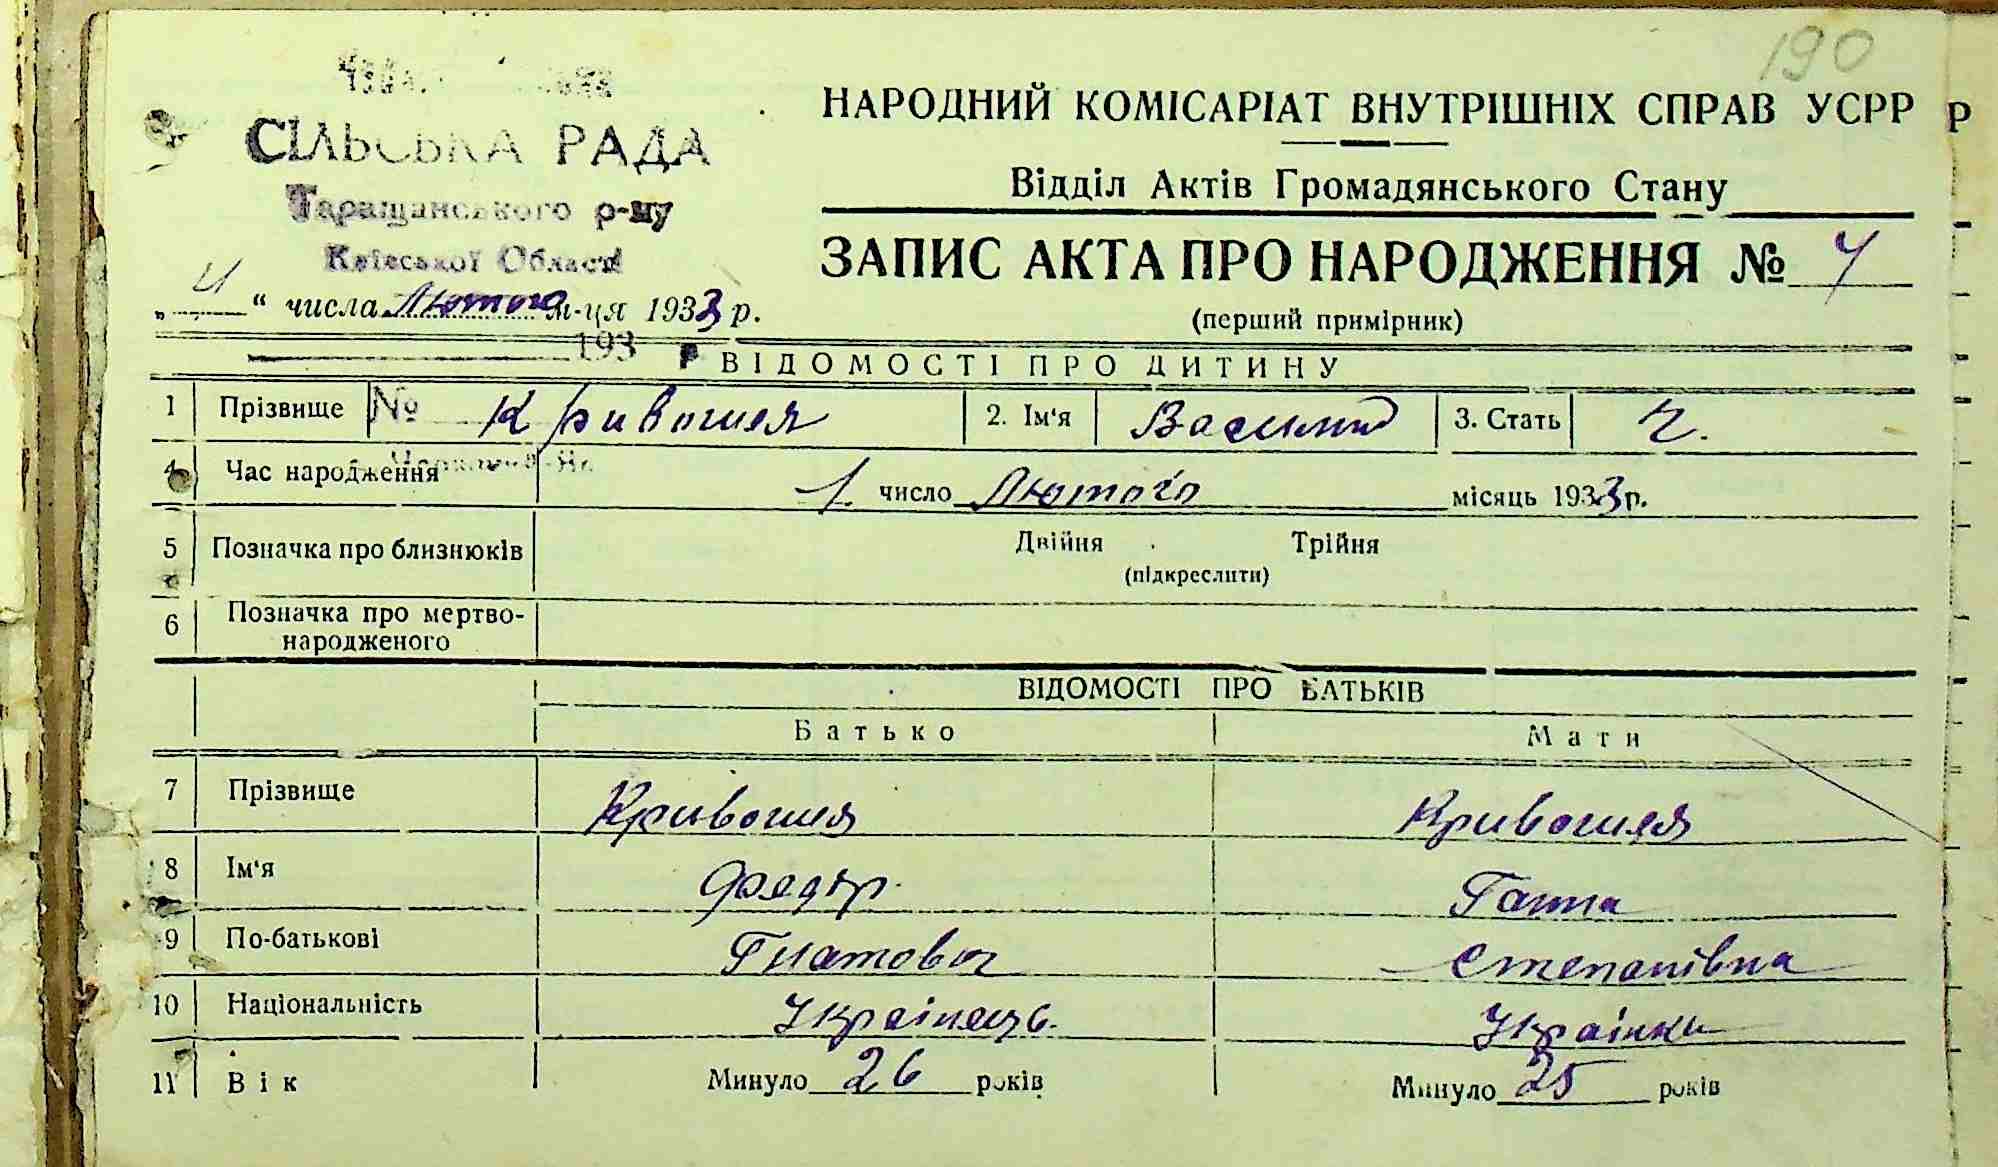 190
СІЛЬСЬКА РАДА
Таращанського р-ну
Київської Області
НАРОДНИЙ КОМІСАРІАТ ВНУТРІШНІХ СПРАВ УСРР Р
Відділ Актів Громадянського Стану
ЗАПИС АКТА ПРО НАРОДЖЕННЯ №
(перший примірник)
„4“ числа Лютого м-ця 1933 р.
193 р
ВІДОМОСТІ ПРО ДИТИНУ
1 Прізвище № Кривошия 2. Ім'я Василь 3. Стать Ч.
4 Час народження 1 число Лютого місяць 1933 р.
5 Позначка про близнюків Двійня Трійня
(підкреслити)
6 Позначка про мертво-
народженого
ВІДОМОСТІ ПРО БАТЬКІВ
Батько Мати
7 Прізвище Кривошия Кривошия
8 Ім'я Федір Ганна
9 По-батькові Гнатович Степанівна
10 Національність Українець. Українка
11 Вік Минуло 26 років Минуло 25 років